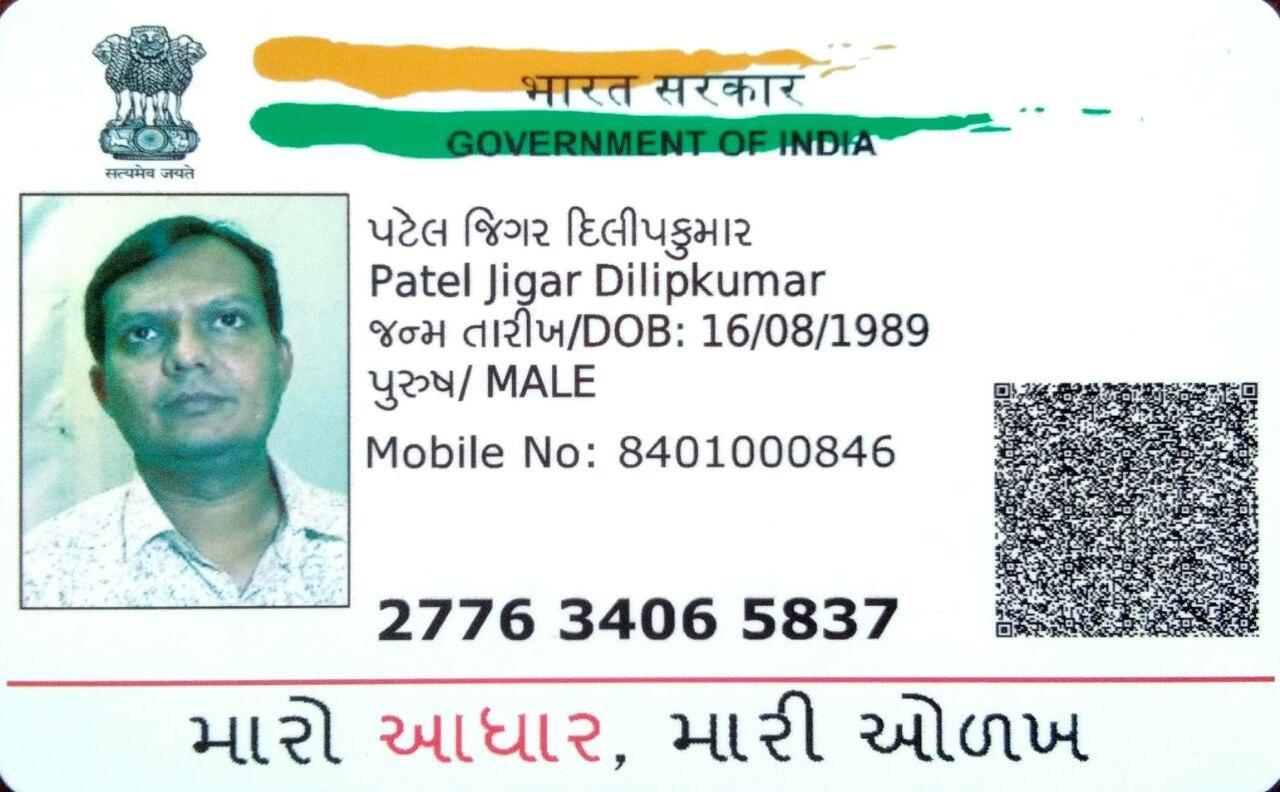 भारत सरकार
GOVERNMENT OF INDIA
सत्यमेव जयते
પટેલ જિગર દિલીપકુમાર
Patel Jigar Dilipkumar
જન્મ તારીખ/DOB: 16/08/1989
પુરુષ/ MALE
Mobile No: 8401000846
2776 3406 5837
મારો આધાર, મારી ઓળખ